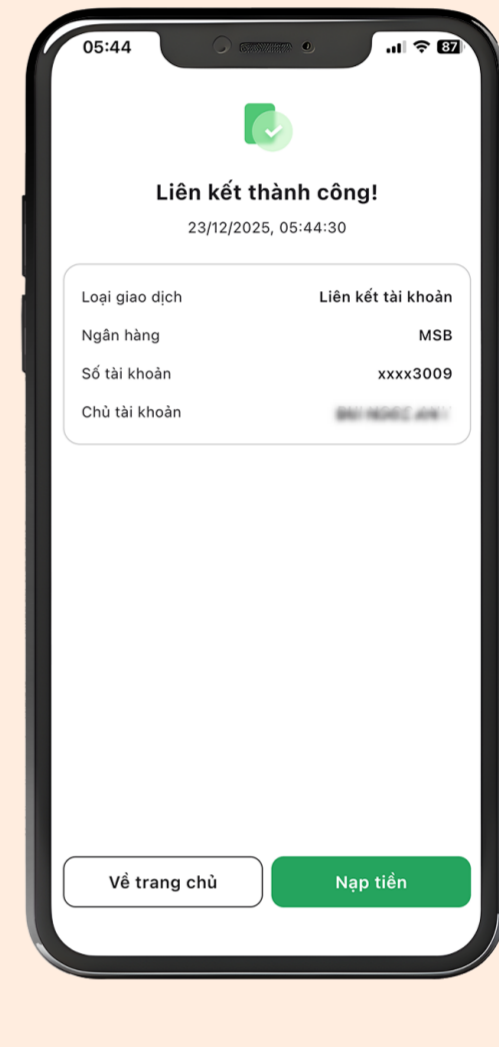 05:44
87
Liên kết thành công!
23/12/2025, 05:44:30
Loại giao dịch Liên kết tài khoản
Ngân hàng MSB
Số tài khoản xxxx3009
Chủ tài khoản
Về trang chủ Nạp tiền